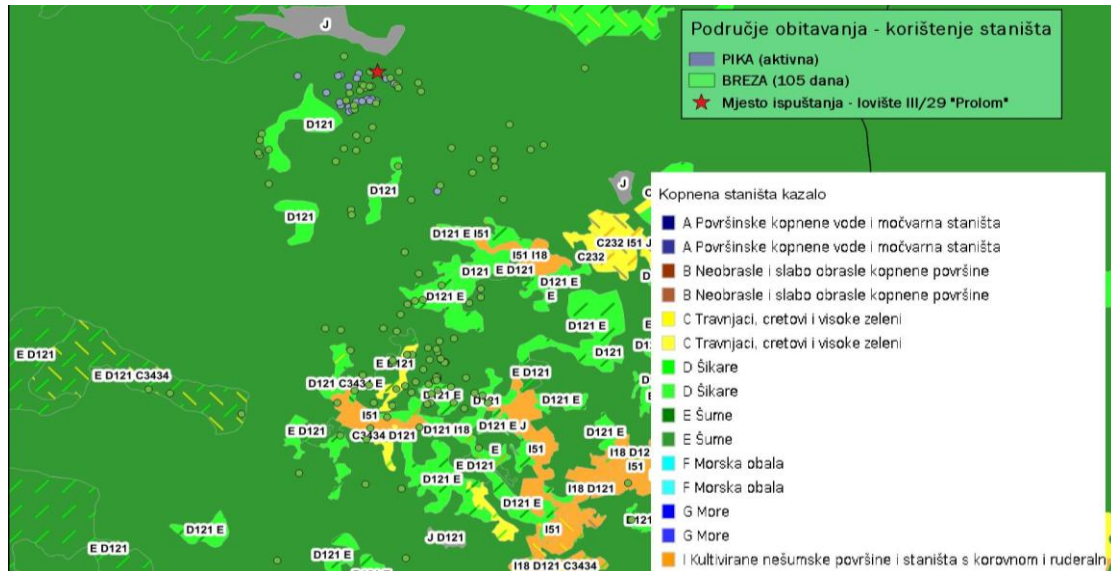 J
Područje obitavanja - korištenje staništa
PIKA (aktivna)
BREZA (105 dana)
Mjesto ispuštanja - lovište III/29 "Prolom"
D121
D121
D121
J
D121 E I51
I51 I18
C232 I51 J
C232
D121
E D121
D121 E
E
D121 E
D121 E
D121
E D121
E D121 C3434
E D121
D121 C3434 E
E D121
D121 E
D121
D121 E
I51
C3434 D121
D121 I18
D121 E J
E D121
D121 E
E
I51
E D121
I18 D12
I51
D121 E
I18 D121
D121 E
I51
E D121
D121 E
J D121
E D121
D121 E
D121 E
I18 D121 C3434
Kopnena staništa kazalo
A Površinske kopnene vode i močvarna staništa
A Površinske kopnene vode i močvarna staništa
B Neobrasle i slabo obrasle kopnene površine
B Neobrasle i slabo obrasle kopnene površine
C Travnjaci, cretovi i visoke zeleni
C Travnjaci, cretovi i visoke zeleni
D Šikare
D Šikare
E Šume
E Šume
F Morska obala
F Morska obala
G More
G More
I Kultivirane nešumske površine i staništa s korovnom i ruderaln